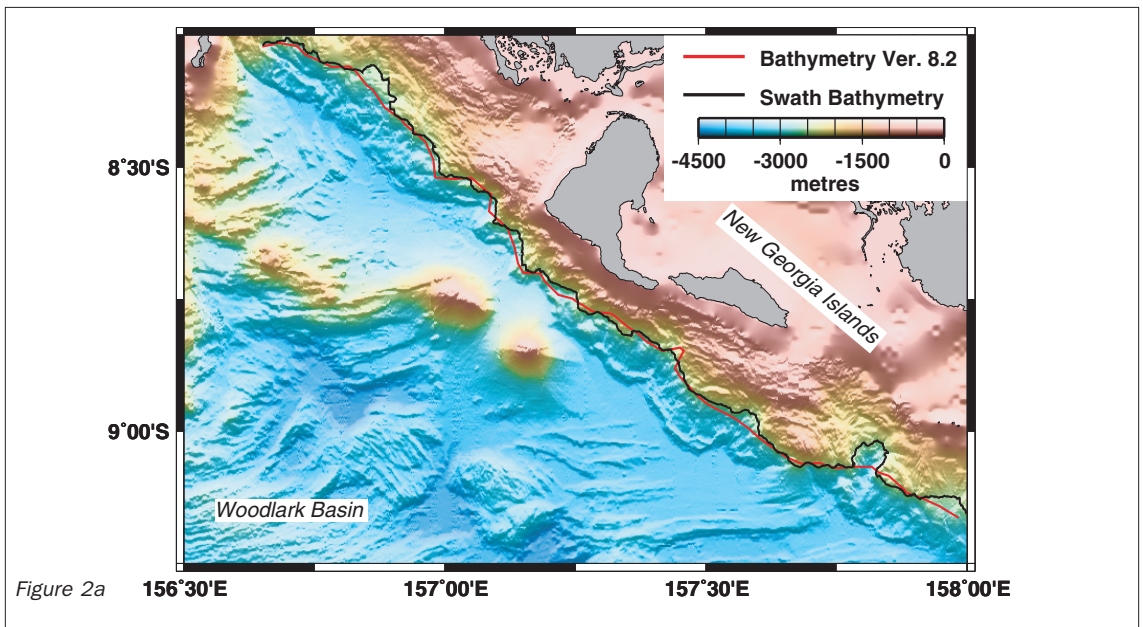 Bathymetry Ver. 8.2
Swath Bathymetry
-4500 -3000 -1500 0
metres
8°30'S
New Georgia Islands
9°00'S
Woodlark Basin
Figure 2a
156°30'E 157°00'E 157°30'E 158°00'E